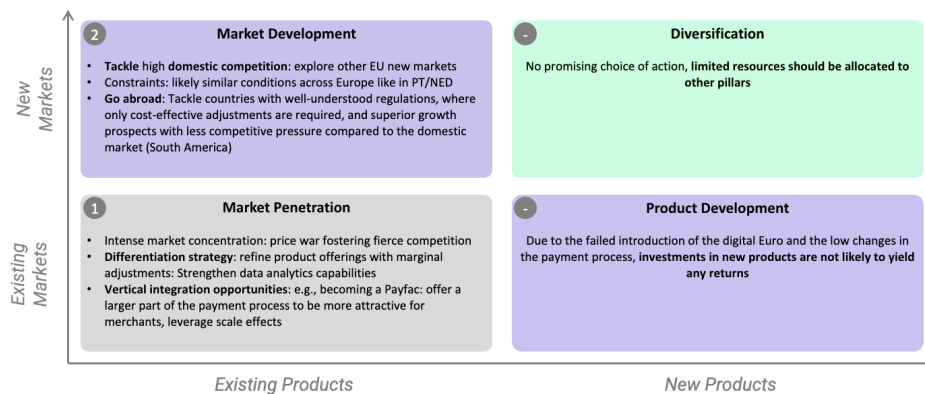 New Markets
2
Market Development
• Tackle high domestic competition: explore other EU new markets
• Constraints: likely similar conditions across Europe like in PT/NED
• Go abroad: Tackle countries with well-understood regulations, where
only cost-effective adjustments are required, and superior growth
prospects with less competitive pressure compared to the domestic
market (South America)
-
Diversification
No promising choice of action, limited resources should be allocated to
other pillars
Existing Markets
1
Market Penetration
• Intense market concentration: price war fostering fierce competition
• Differentiation strategy: refine product offerings with marginal
adjustments: Strengthen data analytics capabilities
• Vertical integration opportunities: e.g., becoming a Payfac: offer a
larger part of the payment process to be more attractive for
merchants, leverage scale effects
-
Product Development
Due to the failed introduction of the digital Euro and the low changes in
the payment process, investments in new products are not likely to yield
any returns
Existing Products
New Products